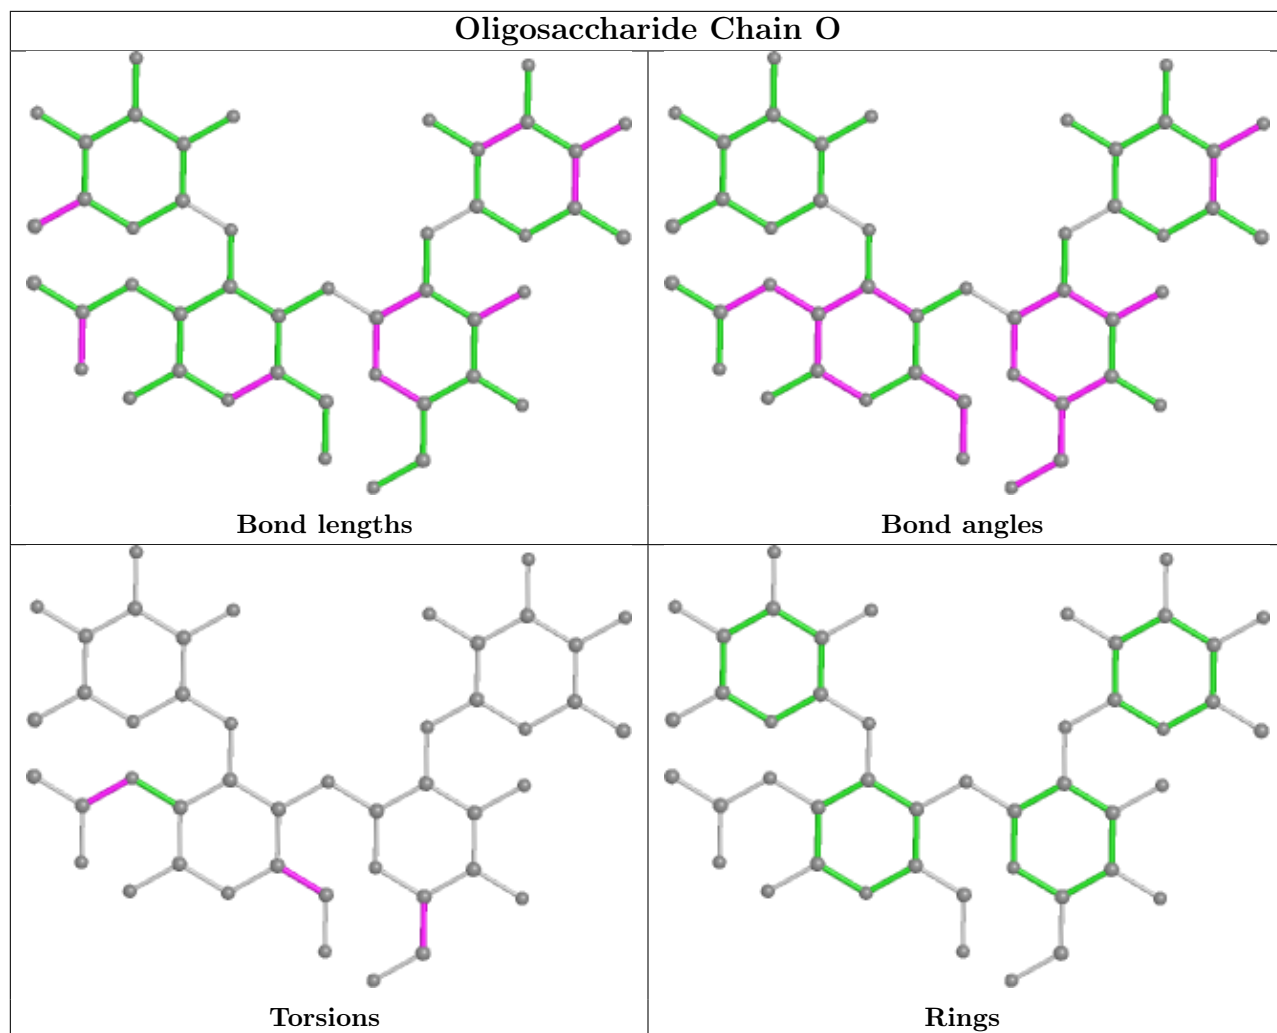 Oligosaccharide Chain O
Bond lengths
Bond angles
Torsions
Rings